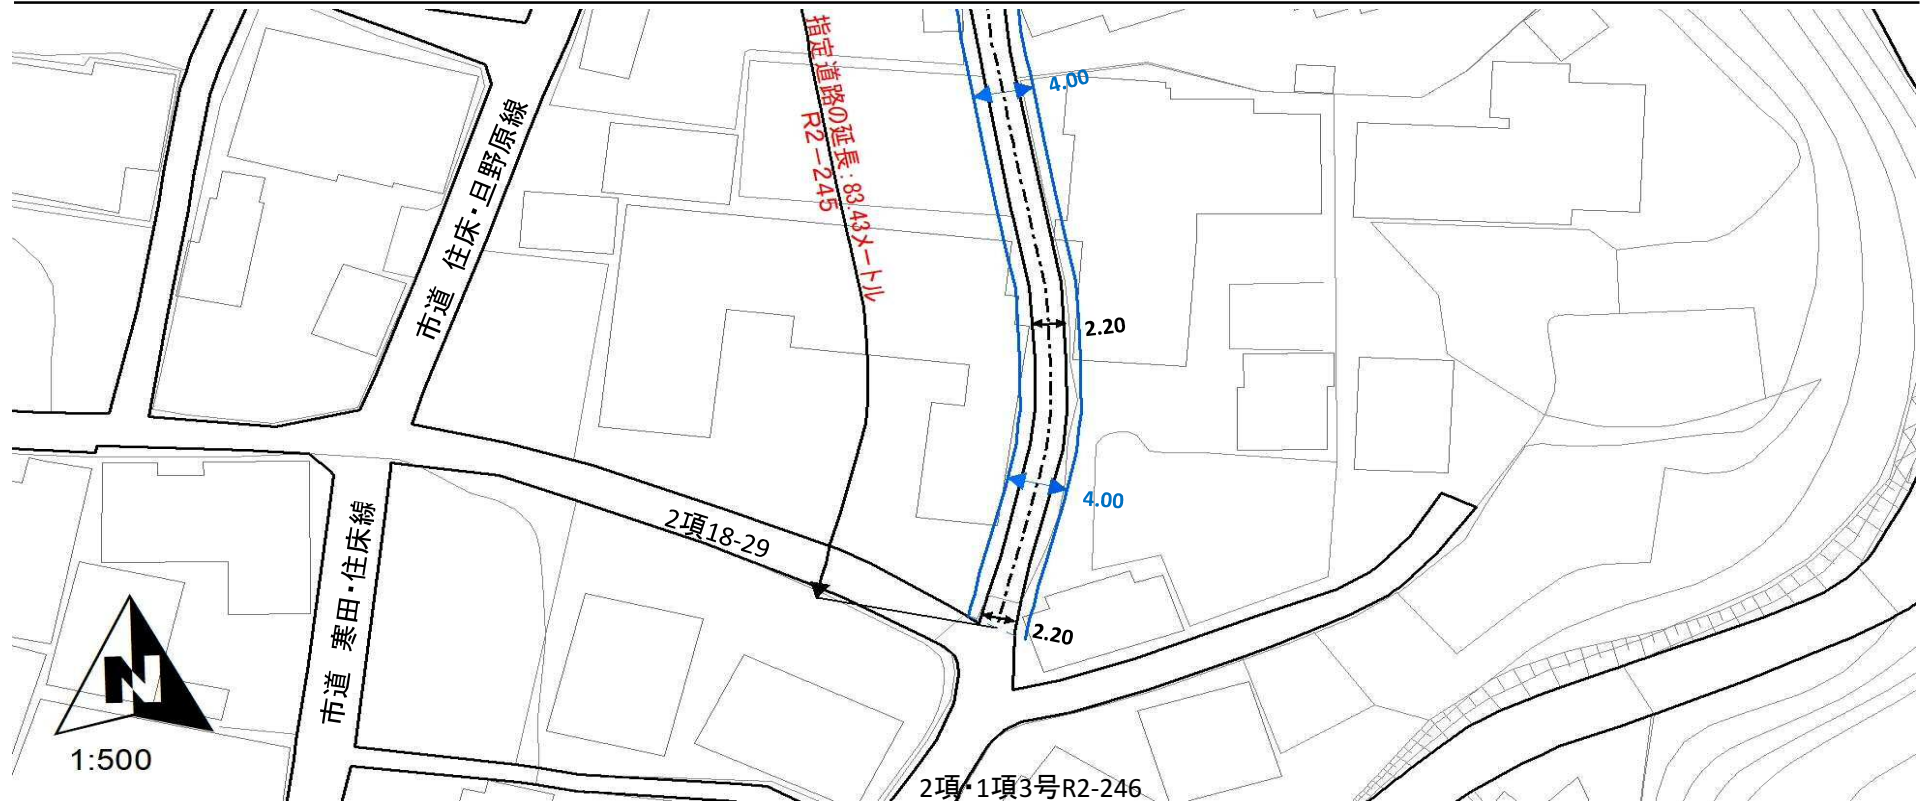 指定道路の延長:83.43メートル
R2-245
4.00
市道 住床・旦野原線
2.20
4.00
2項18-29
市道 寒田・住床線
2.20
N
1:500
2項・1項3号R2-246